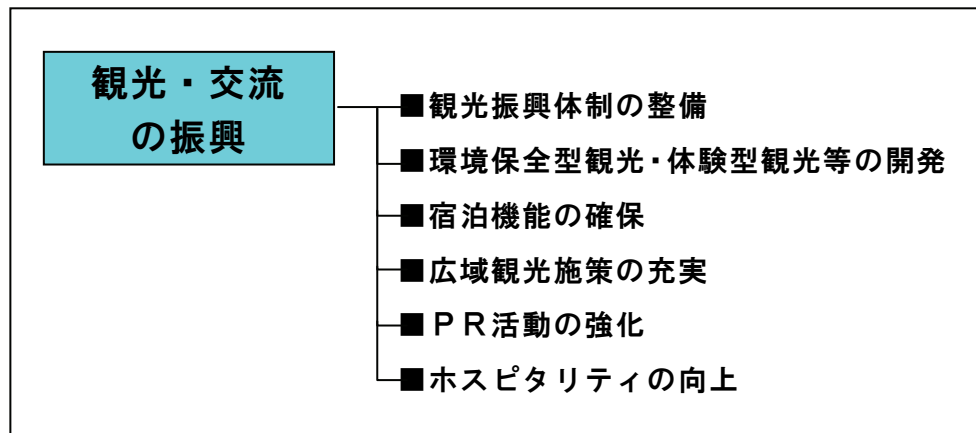 観光・交流
の振興
■観光振興体制の整備
■環境保全型観光・体験型観光等の開発
■宿泊機能の確保
■広域観光施策の充実
■ＰＲ活動の強化
■ホスピタリティの向上